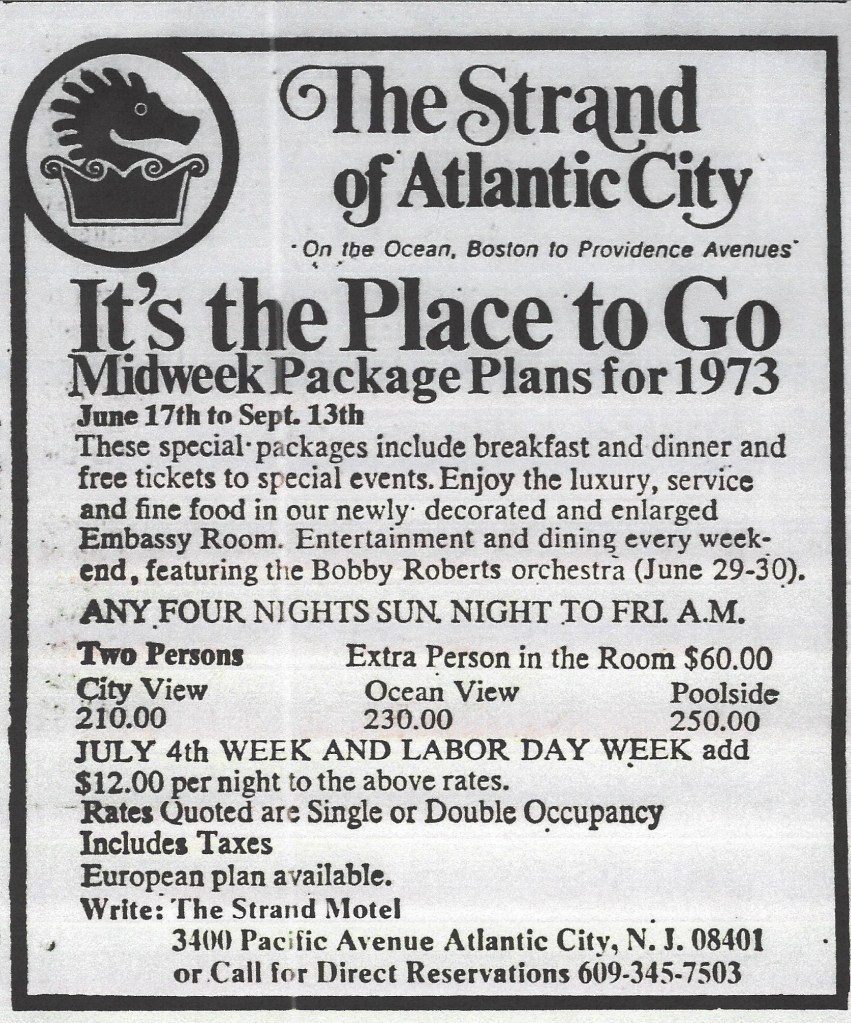 The Strand
of Atlantic City
"On the Ocean, Boston to Providence Avenues"
It's the Place to Go
Midweek Package Plans for 1973
June 17th to Sept. 13th
These special packages include breakfast and dinner and
free tickets to special events. Enjoy the luxury, service
and fine food in our newly decorated and enlarged
Embassy Room. Entertainment and dining every week-
end, featuring the Bobby Roberts orchestra (June 29-30).
ANY FOUR NIGHTS SUN. NIGHT TO FRI. A.M.
Two Persons Extra Person in the Room $60.00
City View Ocean View Poolside
210.00 230.00 250.00
JULY 4th WEEK AND LABOR DAY WEEK add
$12.00 per night to the above rates.
Rates Quoted are Single or Double Occupancy
Includes Taxes
European plan available.
Write: The Strand Motel
3400 Pacific Avenue Atlantic City, N. J. 08401
or Call for Direct Reservations 609-345-7503